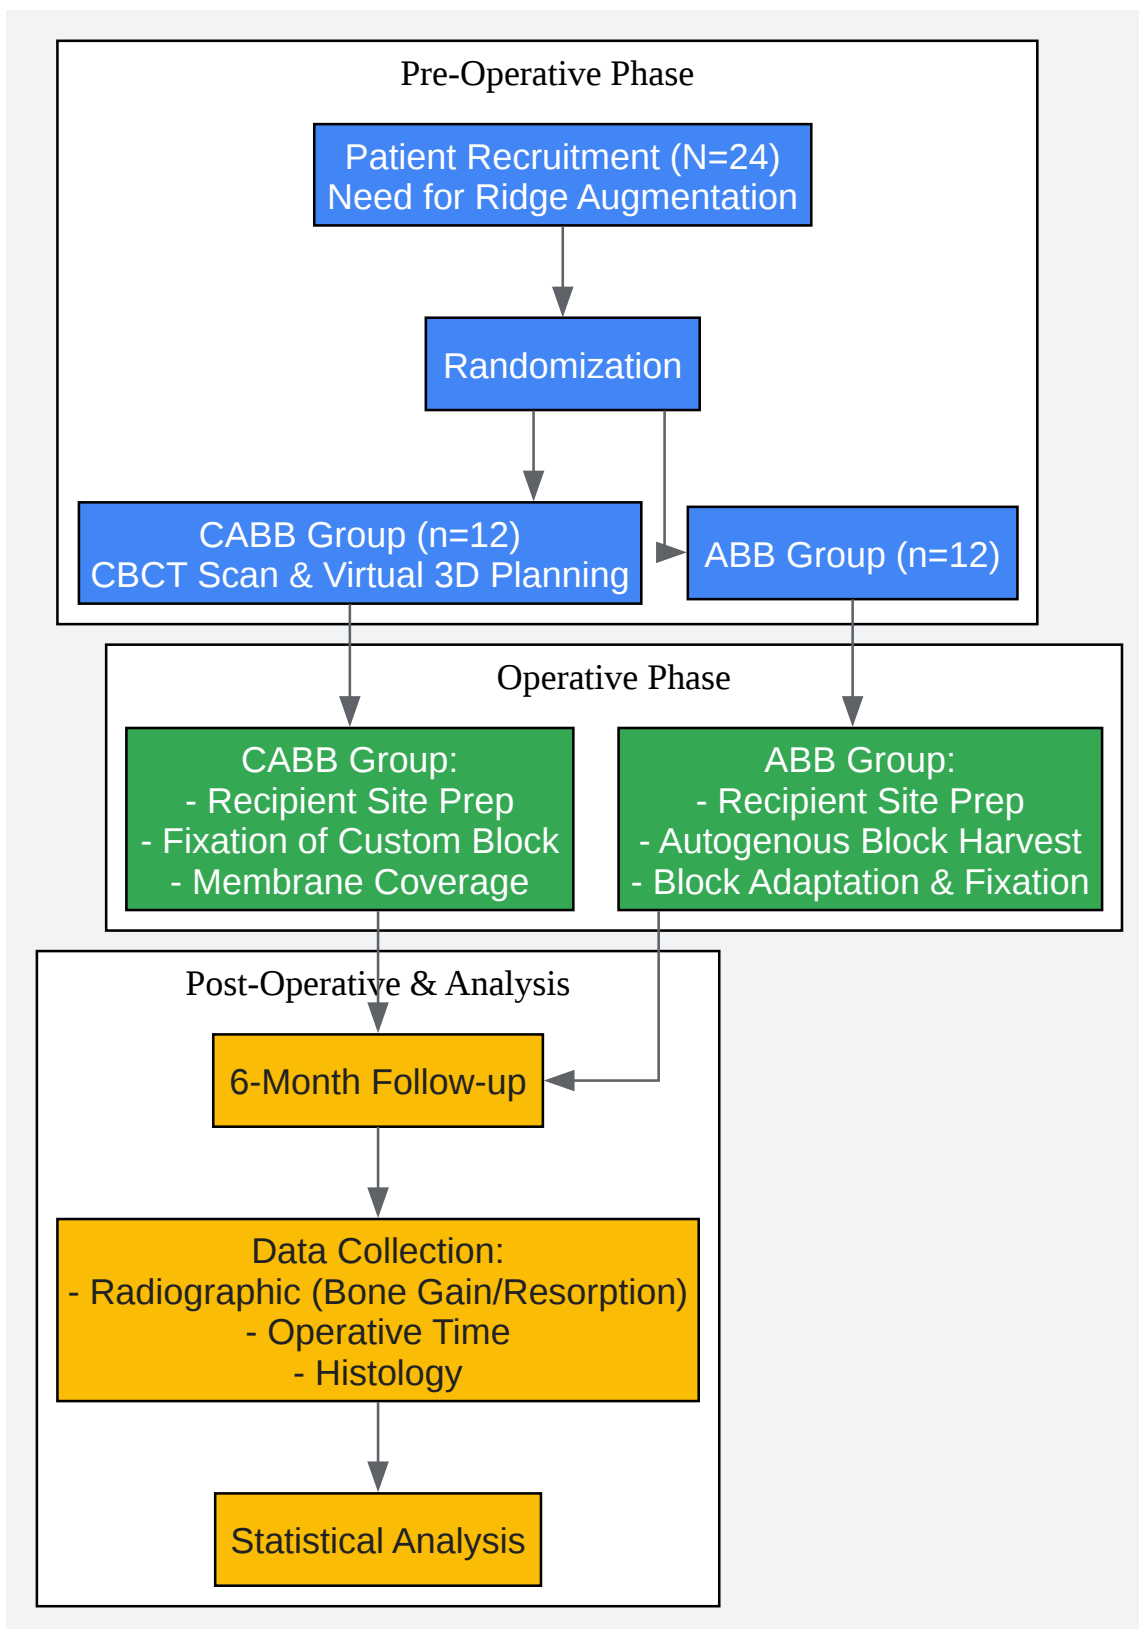 Pre-Operative Phase
Patient Recruitment (N=24)
Need for Ridge Augmentation
Randomization
CABB Group (n=12)
CBCT Scan & Virtual 3D Planning
ABB Group (n=12)
Operative Phase
CABB Group:
- Recipient Site Prep
- Fixation of Custom Block
- Membrane Coverage
ABB Group:
- Recipient Site Prep
- Autogenous Block Harvest
- Block Adaptation & Fixation
Post-Operative & Analysis
6-Month Follow-up
Data Collection:
- Radiographic (Bone Gain/Resorption)
- Operative Time
- Histology
Statistical Analysis